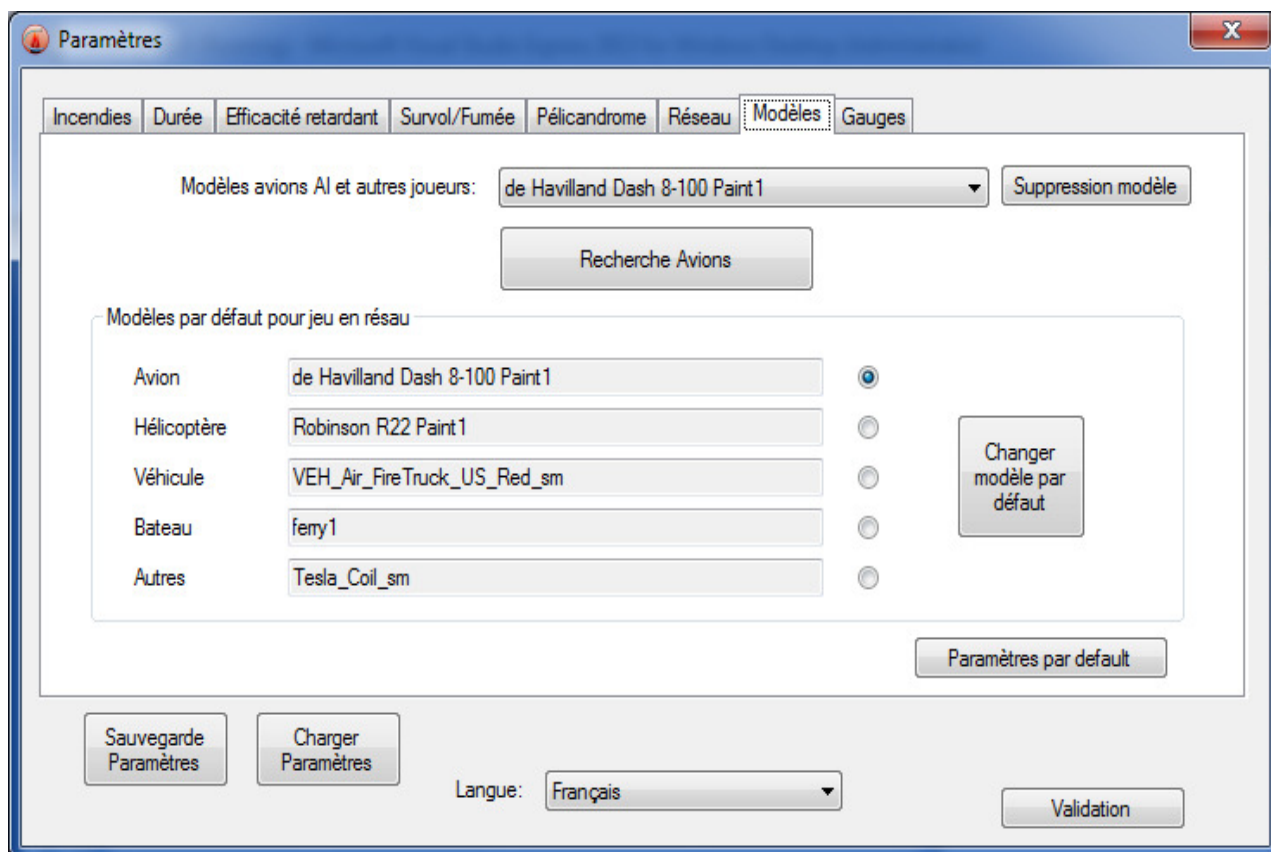 Paramètres
Incendies Durée Efficacité retardant Survol/Fumée Pélicandrome Réseau Modèles Gauges
Modèles avions AI et autres joueurs: de Havilland Dash 8-100 Paint1 Suppression modèle
Recherche Avions
Modèles par défaut pour jeu en résau
Avion de Havilland Dash 8-100 Paint1
Hélicoptère Robinson R22 Paint1
Véhicule VEH_Air_FireTruck_US_Red_sm
Bateau ferry1
Autres Tesla_Coil_sm
Changer
modèle par
défaut
Paramètres par default
Sauvegarde
Paramètres
Charger
Paramètres
Langue: Français
Validation